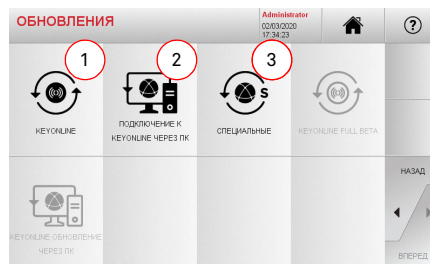 ОБНОВЛЕНИЯ
Administrator
02/03/2020
17:34:23
?
1
2
3
S
KEYONLINE
ПОДКЛЮЧЕНИЕ К
KEYONLINE ЧЕРЕЗ ПК
СПЕЦИАЛЬНЫЕ
KEYONLINE FULL BETA
KEYONLINE-ОБНОВЛЕНИЕ
ЧЕРЕЗ ПК
НАЗАД
ВПЕРЕД